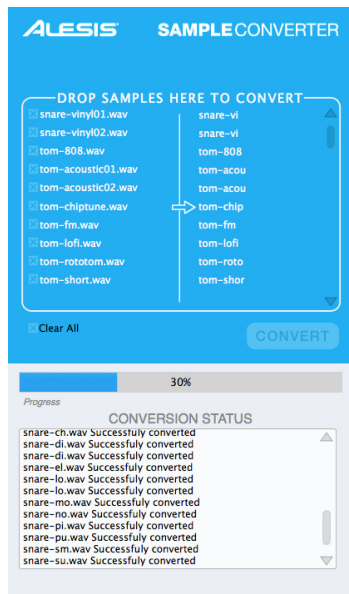 ALESIS SAMPLE CONVERTER
DROP SAMPLES HERE TO CONVERT
snare-vinyl01.wav snare-vi
snare-vinyl02.wav snare-vi
tom-808.wav tom-808
tom-acoustic01.wav tom-acou
tom-acoustic02.wav tom-acou
tom-chiptune.wav tom-chip
tom-fm.wav tom-fm
tom-lofi.wav tom-lofi
tom-rototom.wav tom-roto
tom-short.wav tom-shor
Clear All
CONVERT
30%
Progress
CONVERSION STATUS
snare-ch.wav Successfuly converted
snare-di.wav Successfuly converted
snare-di.wav Successfuly converted
snare-el.wav Successfuly converted
snare-lo.wav Successfuly converted
snare-lo.wav Successfuly converted
snare-mo.wav Successfuly converted
snare-no.wav Successfuly converted
snare-pi.wav Successfuly converted
snare-pu.wav Successfuly converted
snare-sm.wav Successfuly converted
snare-su.wav Successfuly converted